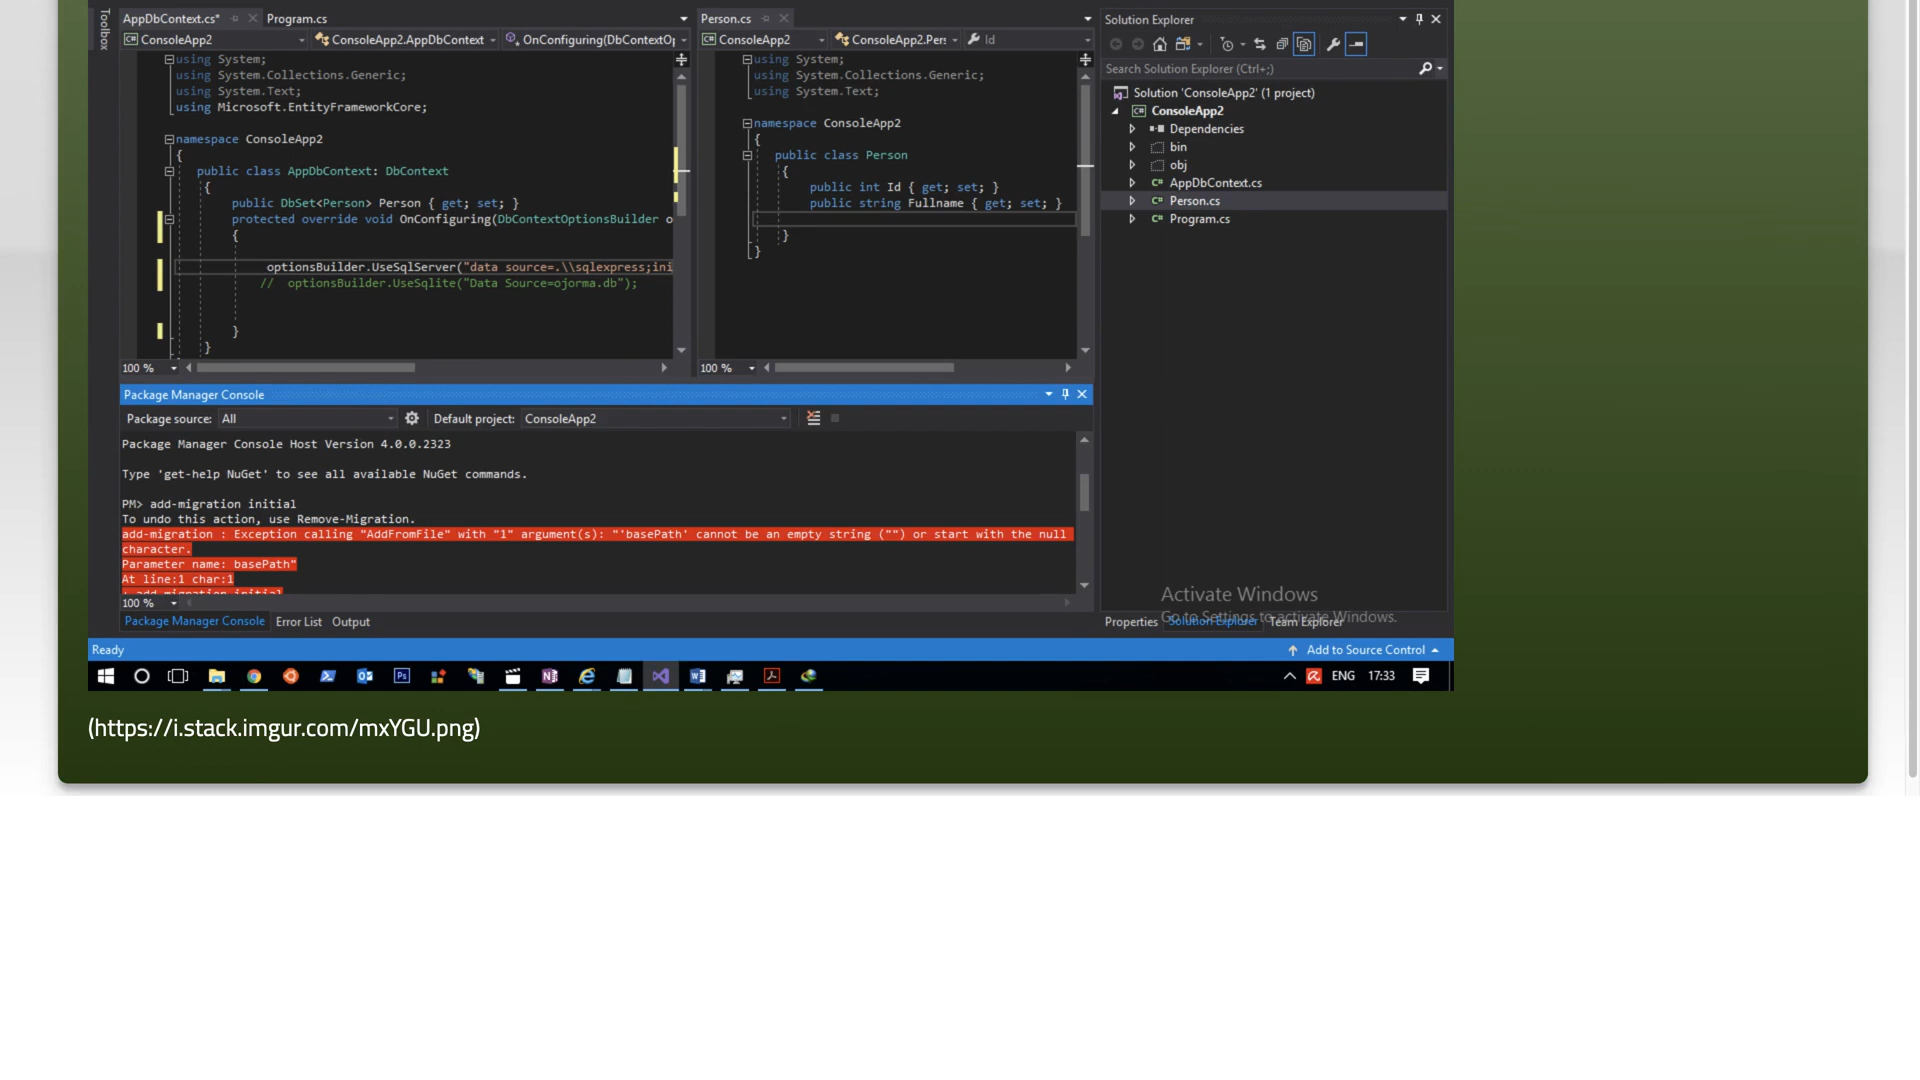 Toolbox
AppDbContext.cs*
Program.cs
ConsoleApp2
ConsoleApp2.AppDbContext
OnConfiguring(DbContextOp
using System;
using System.Collections.Generic;
using System.Text;
using Microsoft.EntityFrameworkCore;
namespace ConsoleApp2
{
public class AppDbContext: DbContext
{
public DbSet<Person> Person { get; set; }
protected override void OnConfiguring(DbContextOptionsBuilder o
{
optionsBuilder.UseSqlServer("data source=.\\sqlexpress;ini
// optionsBuilder.UseSqlite("Data Source=ojorma.db");
}
}
100 %
Person.cs
ConsoleApp2
ConsoleApp2.Per
Id
using System;
using System.Collections.Generic;
using System.Text;
namespace ConsoleApp2
{
public class Person
{
public int Id { get; set; }
public string Fullname { get; set; }
}
}
100 %
Package Manager Console
Package source: All
Default project: ConsoleApp2
Package Manager Console Host Version 4.0.0.2323
Type 'get-help NuGet' to see all available NuGet commands.
PM> add-migration initial
To undo this action, use Remove-Migration.
add-migration : Exception calling "AddFromFile" with "1" argument(s): "'basePath' cannot be an empty string ("") or start with the null
character.
Parameter name: basePath"
At line:1 char:1
+ add-migration initial
100 %
Package Manager Console Error List Output
Solution Explorer
Search Solution Explorer (Ctrl+;)
Solution 'ConsoleApp2' (1 project)
ConsoleApp2
Dependencies
bin
obj
AppDbContext.cs
Person.cs
Program.cs
Activate Windows
Go to Settings to activate Windows.
Properties Solution Explorer Team Explorer
Ready
Add to Source Control
ENG 17:33
(https://i.stack.imgur.com/mxYGU.png)